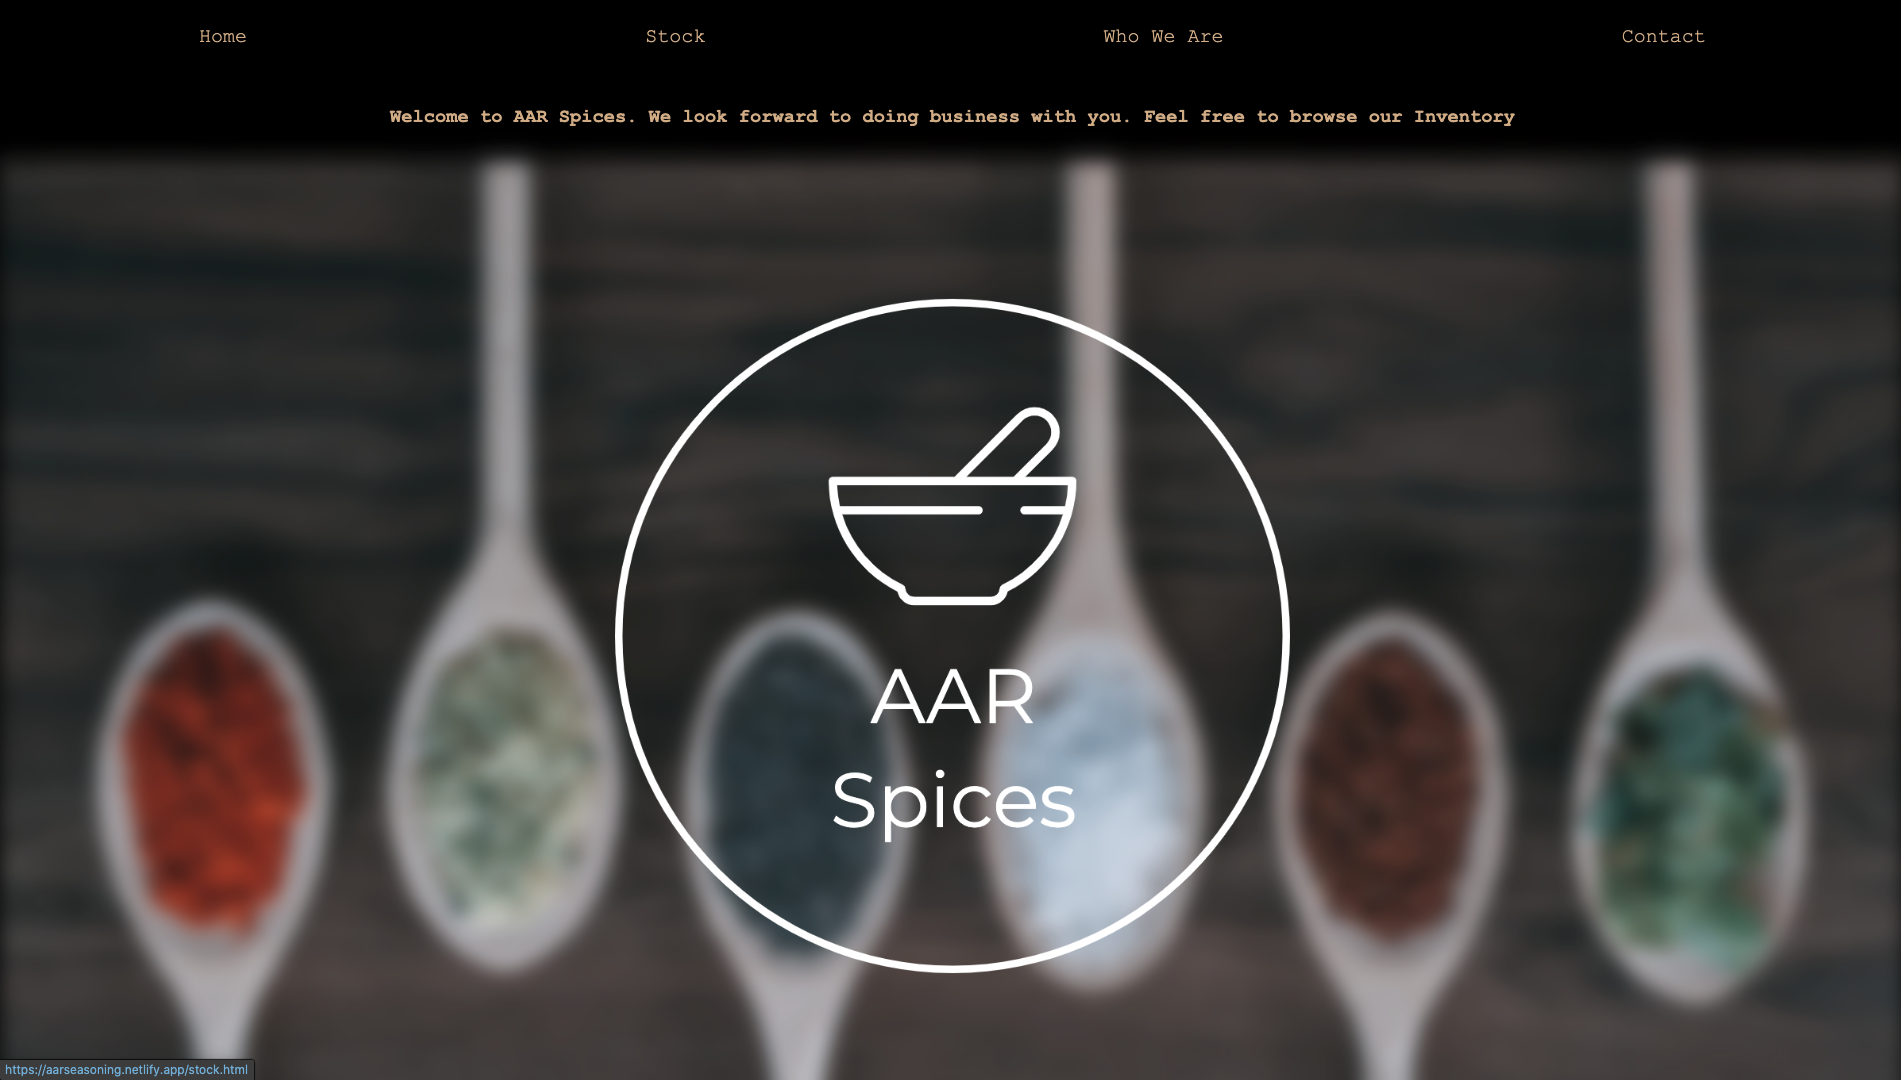 Home Stock Who We Are Contact
Welcome to AAR Spices. We look forward to doing business with you. Feel free to browse our Inventory
AAR
Spices
https://aarseasoning.netlify.app/stock.html